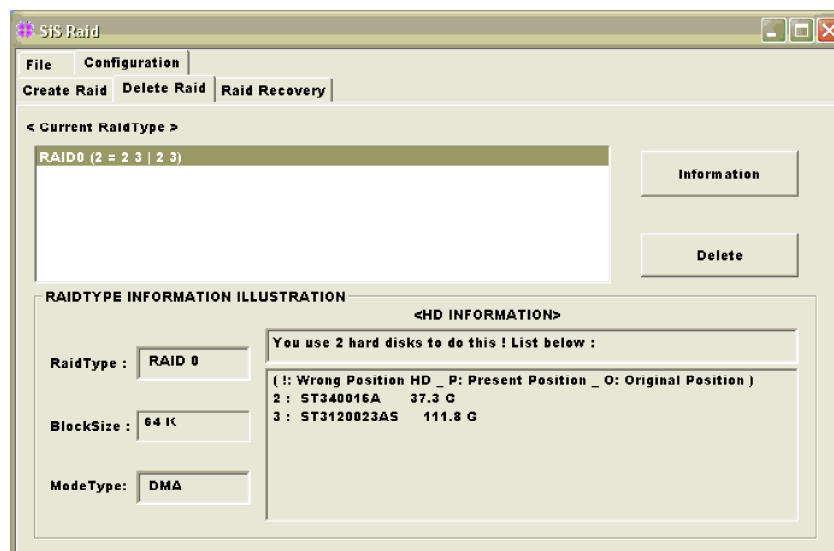 SiS Raid
File Configuration
Create Raid Delete Raid Raid Recovery
< Current RaidType >
RAID0 (2 = 2 3 | 2 3)
Information
Delete
RAIDTYPE INFORMATION ILLUSTRATION
<HD INFORMATION>
You use 2 hard disks to do this ! List below :
RaidType : RAID 0
( !: Wrong Position HD _ P: Present Position _ O: Original Position )
2 : ST340016A 37.3 G
3 : ST3120023AS 111.8 G
BlockSize : 64 K
ModeType: DMA